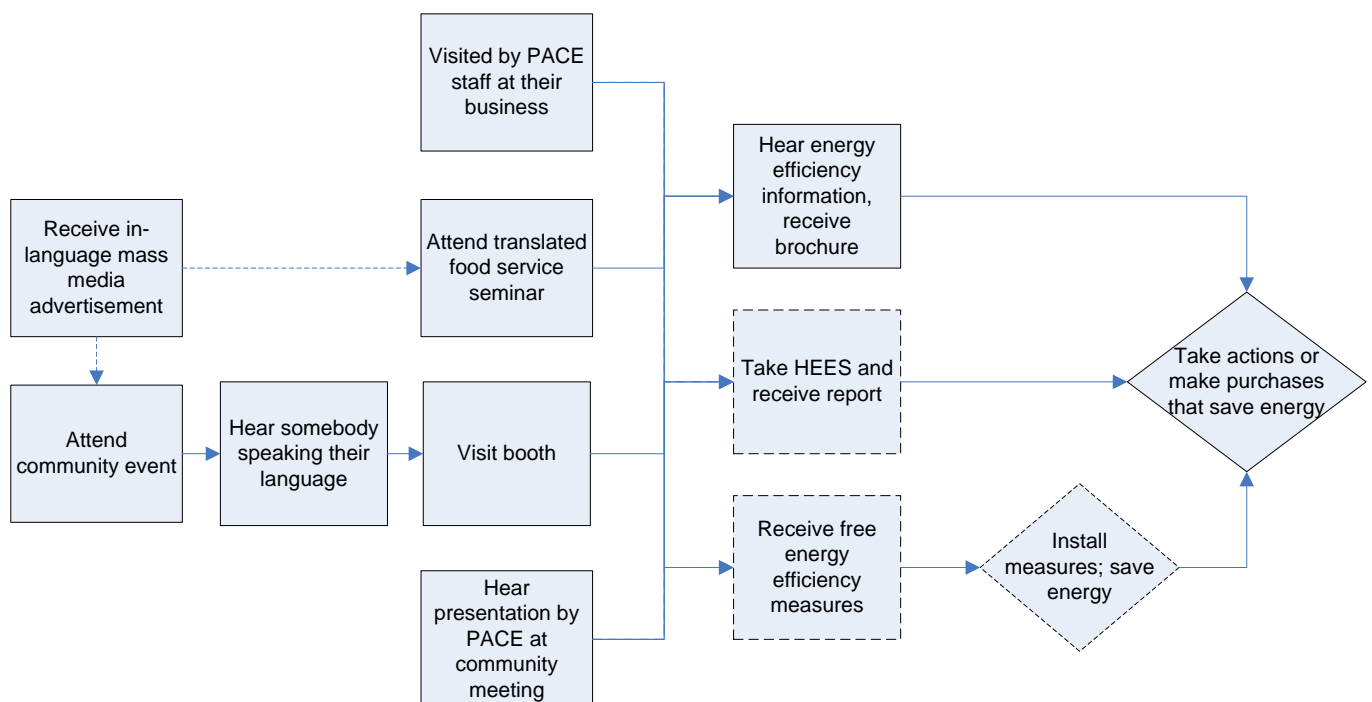 Visited by PACE
staff at their
business
Hear energy
efficiency
information,
receive
brochure
Receive in-
language mass
media
advertisement
Attend translated
food service
seminar
Take HEES and
receive report
Take actions or
make purchases
that save energy
Attend
community event
Hear somebody
speaking their
language
Visit booth
Receive free
energy
efficiency
measures
Install
measures; save
energy
Hear
presentation by
PACE at
community
meeting